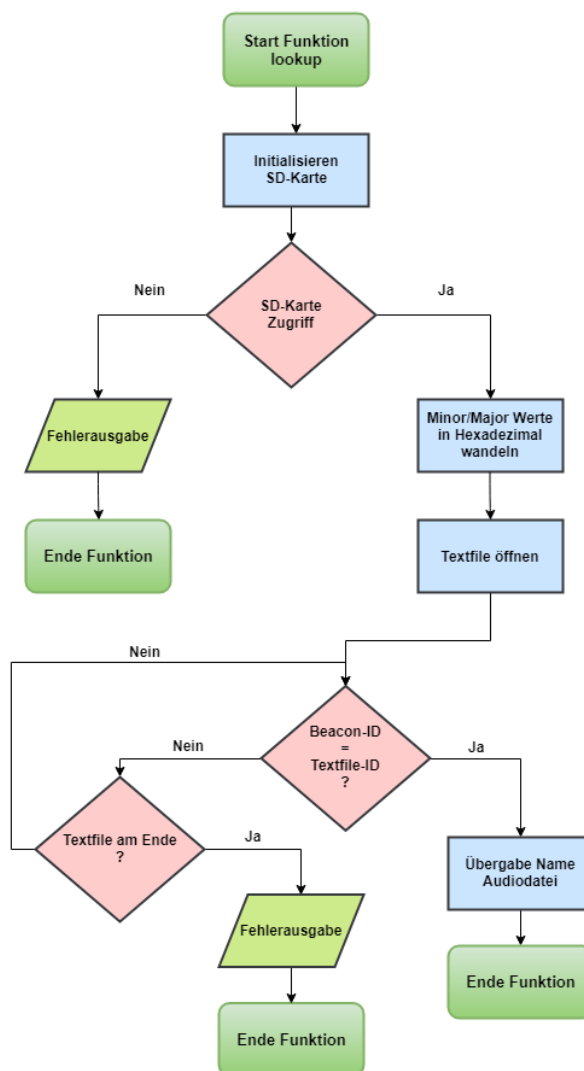 Start Funktion
lookup
Initialisieren
SD-Karte
Nein
SD-Karte
Zugriff
Ja
Fehlerausgabe
Minor/Major Werte
in Hexadezimal
wandeln
Ende Funktion
Textfile öffnen
Nein
Nein
Beacon-ID
=
Textfile-ID
?
Ja
Textfile am Ende
?
Ja
Übergabe Name
Audiodatei
Fehlerausgabe
Ende Funktion
Ende Funktion